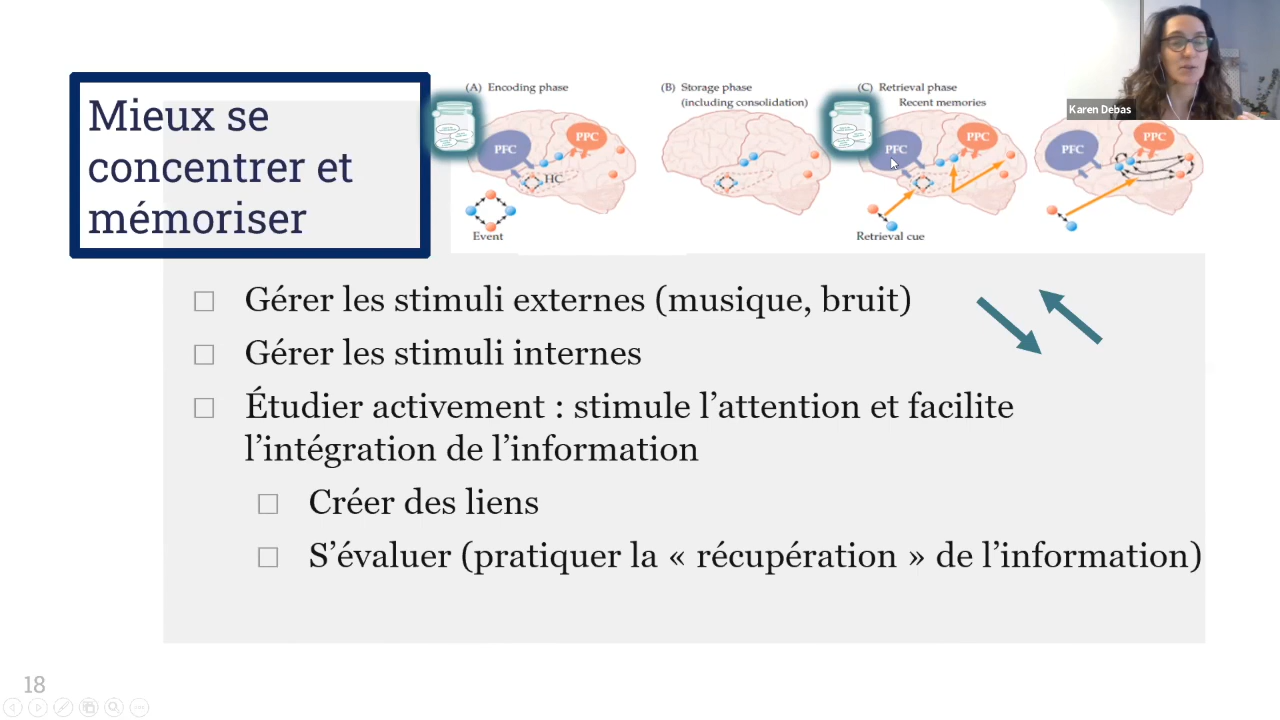 Mieux se
concentrer et
mémoriser
(A) Encoding phase
PFC
PPC
HC
Event
(B) Storage phase
(including consolidation)
(C) Retrieval phase
Recent memories
PFC
PPC
Retrieval cue
PFC
PPC
Karen Debas
Gérer les stimuli externes (musique, bruit)
Gérer les stimuli internes
Étudier activement : stimule l’attention et facilite
l’intégration de l’information
Créer des liens
S’évaluer (pratiquer la « récupération » de l’information)
18